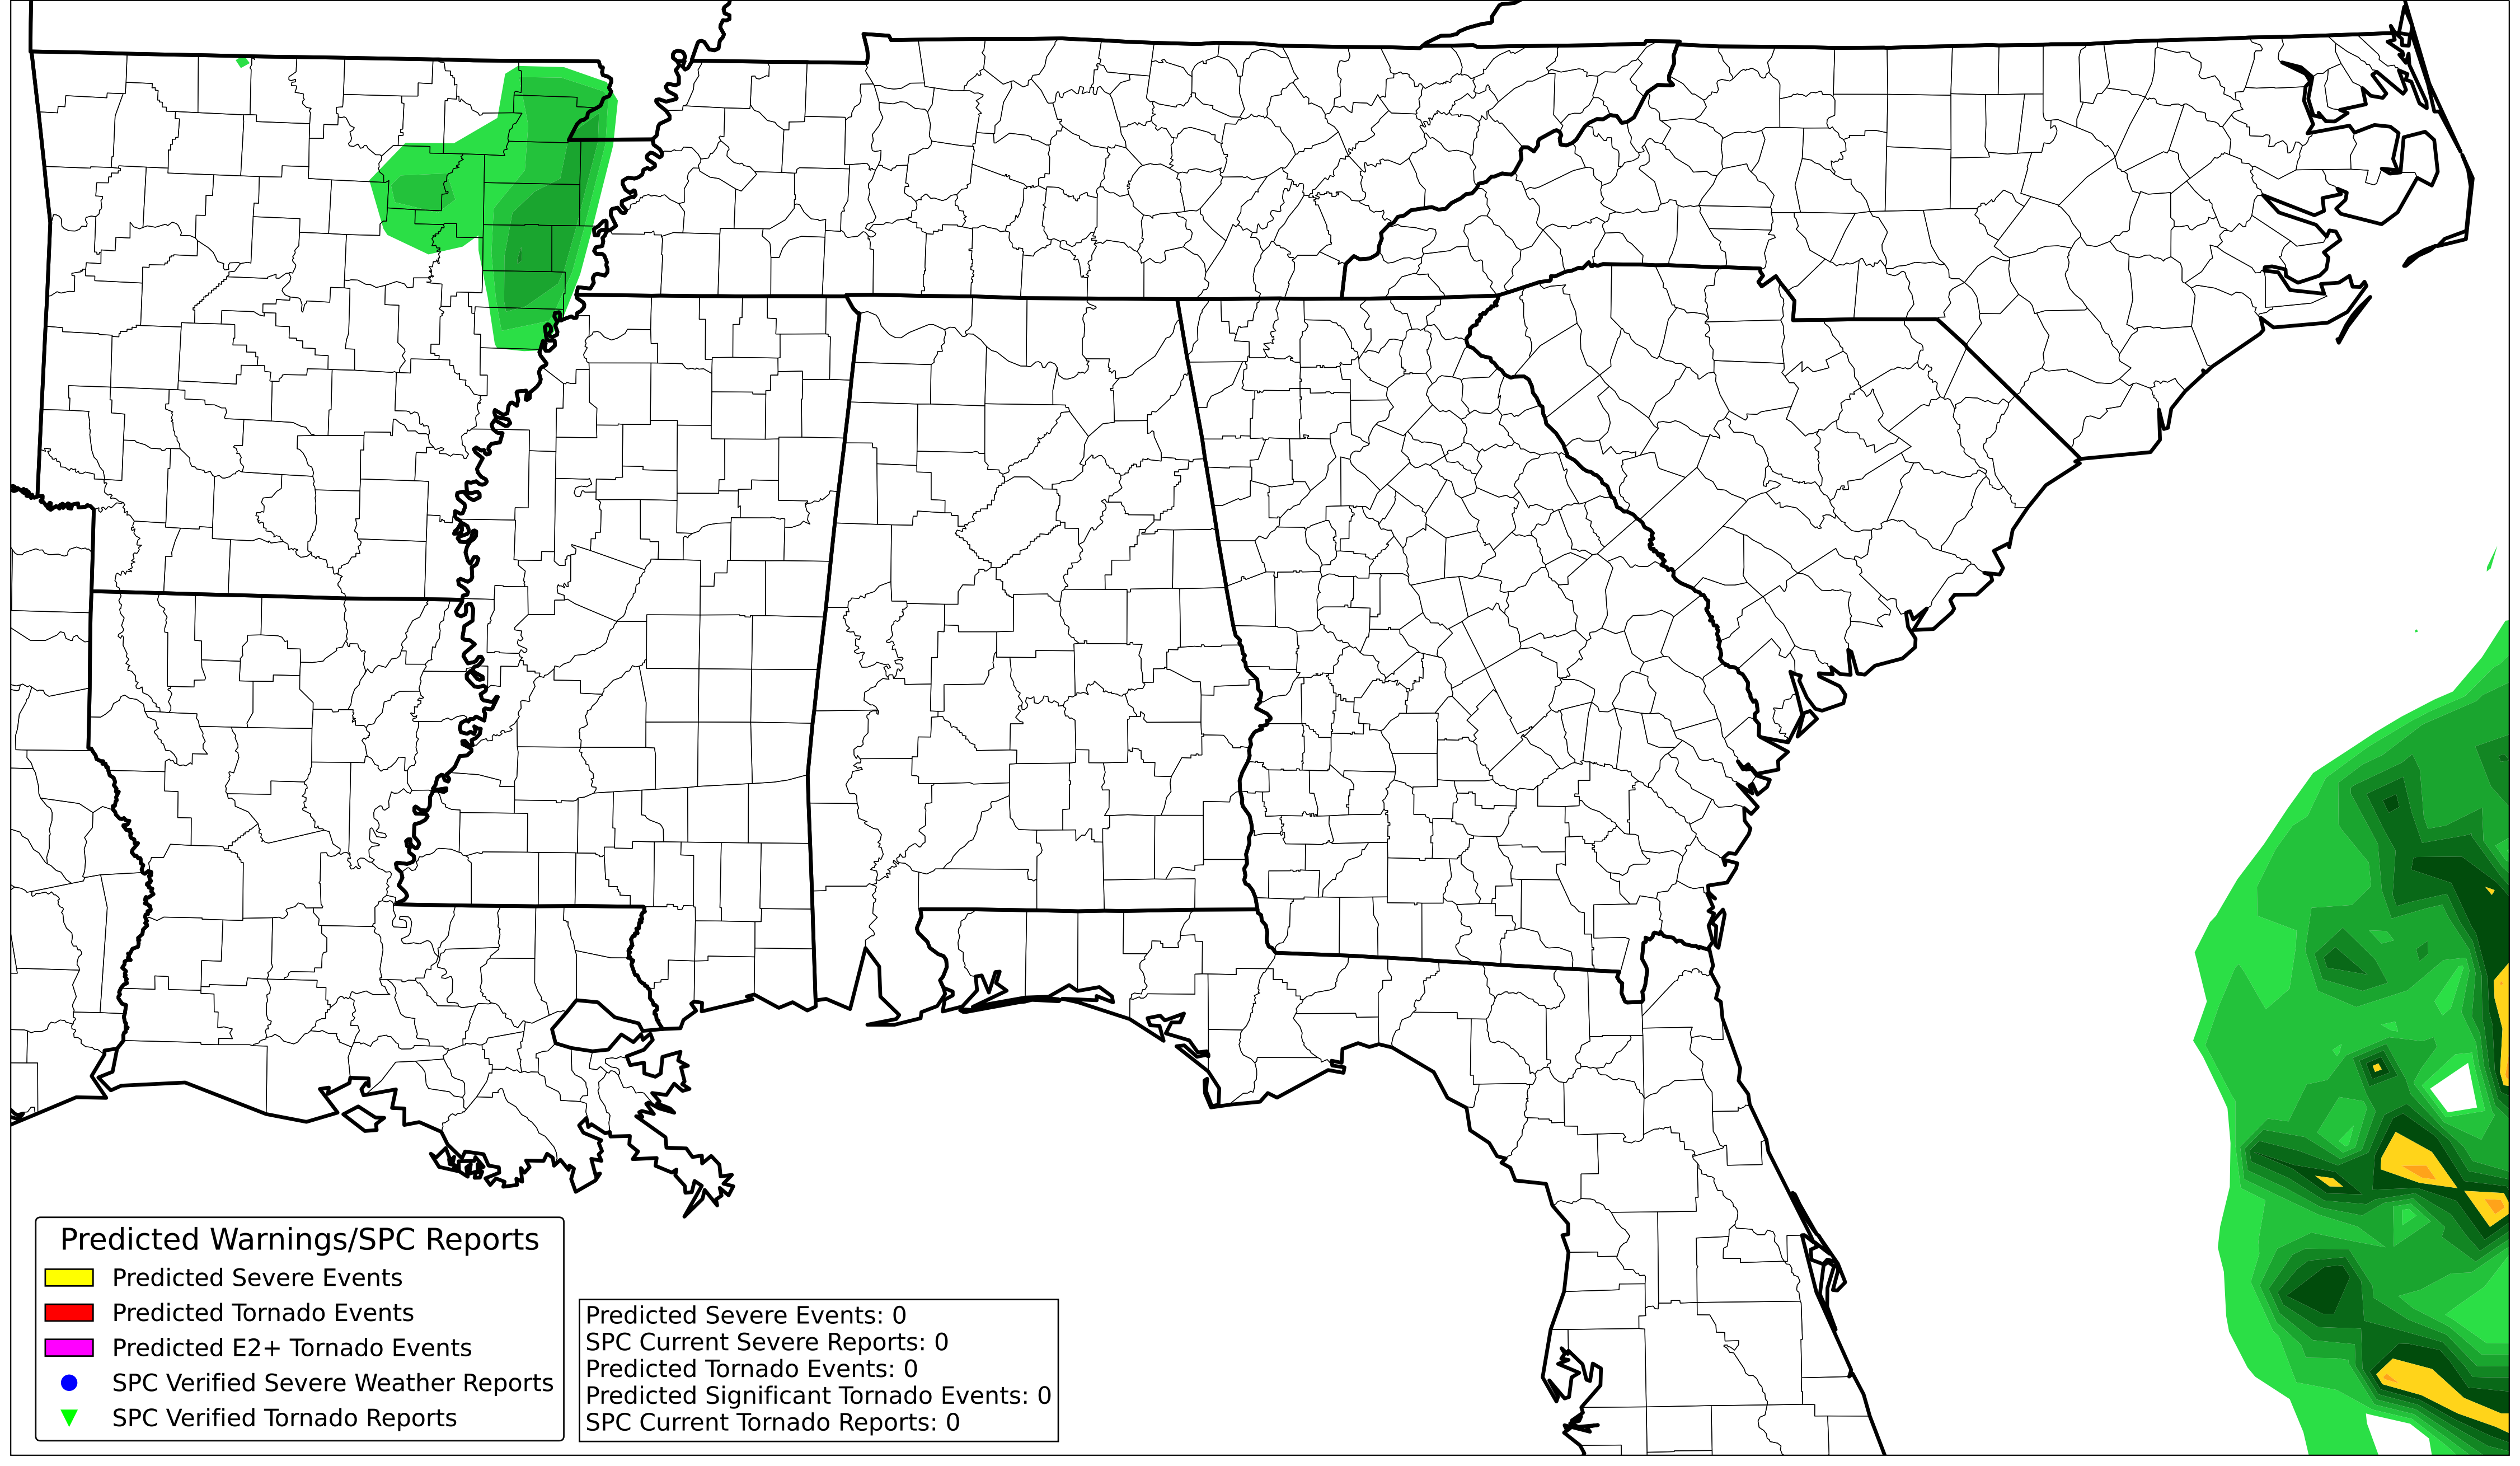 Predicted Warnings/SPC Reports
Predicted Severe Events
Predicted Tornado Events
Predicted E2+ Tornado Events
SPC Verified Severe Weather Reports
SPC Verified Tornado Reports
Predicted Severe Events: 0
SPC Current Severe Reports: 0
Predicted Tornado Events: 0
Predicted Significant Tornado Events: 0
SPC Current Tornado Reports: 0